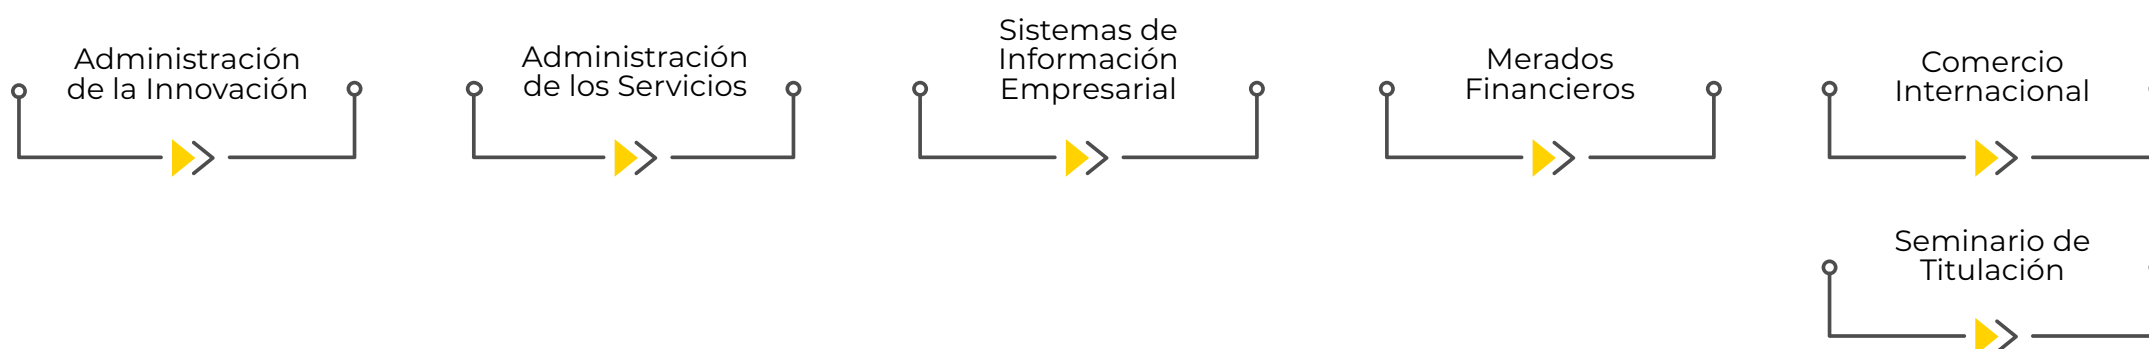 Administración
de la Innovación
Administración
de los Servicios
Sistemas de
Información
Empresarial
Merados
Financieros
Comercio
Internacional
Seminario de
Titulación